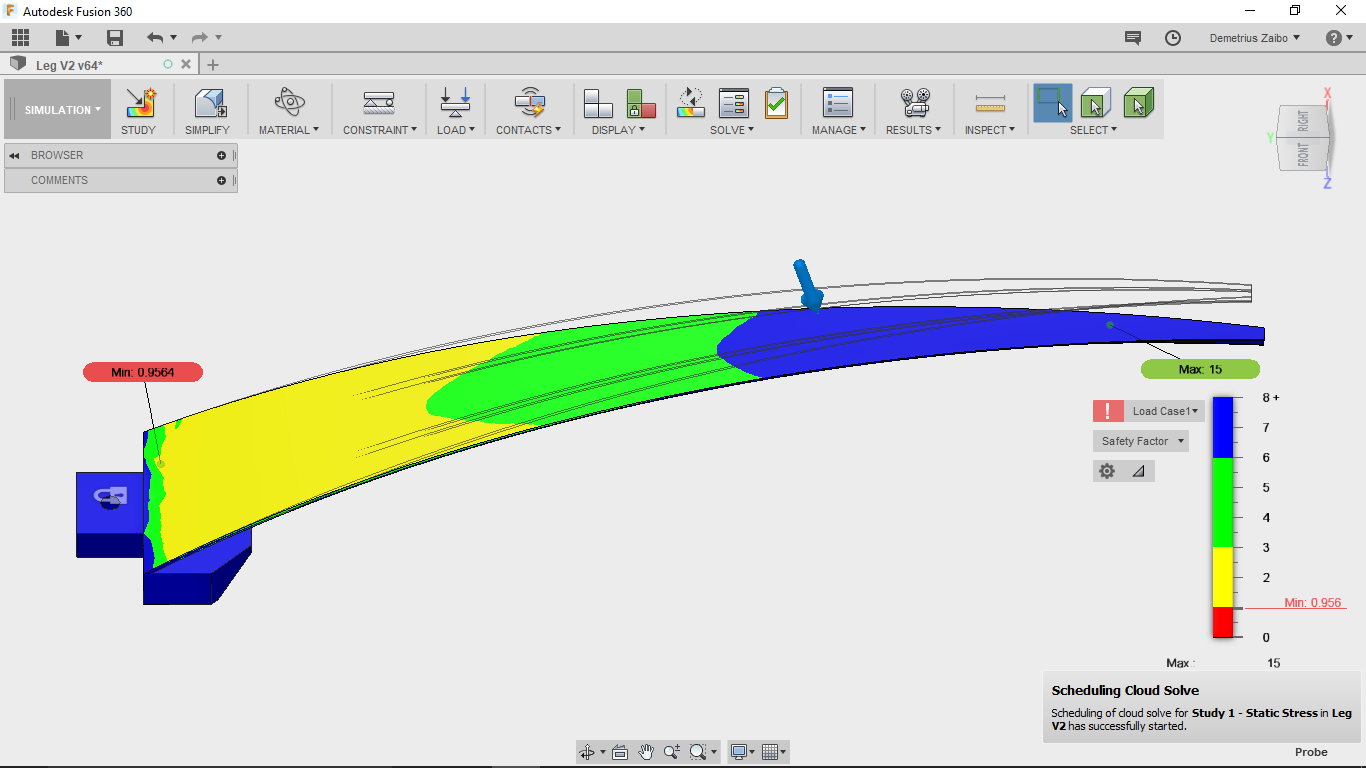 Autodesk Fusion 360
Demetrius Zaibo
Leg V2 v64*
SIMULATION
STUDY
SIMPLIFY
MATERIAL
CONSTRAINT
LOAD
CONTACTS
DISPLAY
SOLVE
MANAGE
RESULTS
INSPECT
SELECT
X
Y
RIGHT
FRONT
Z
BROWSER
COMMENTS
Min: 0.9564
Max: 15
Load Case1
Safety Factor
8 +
7
6
5
4
3
2
Min: 0.956
0
Max : 15
Scheduling Cloud Solve
Scheduling of cloud solve for Study 1 - Static Stress in Leg
V2 has successfully started.
Probe